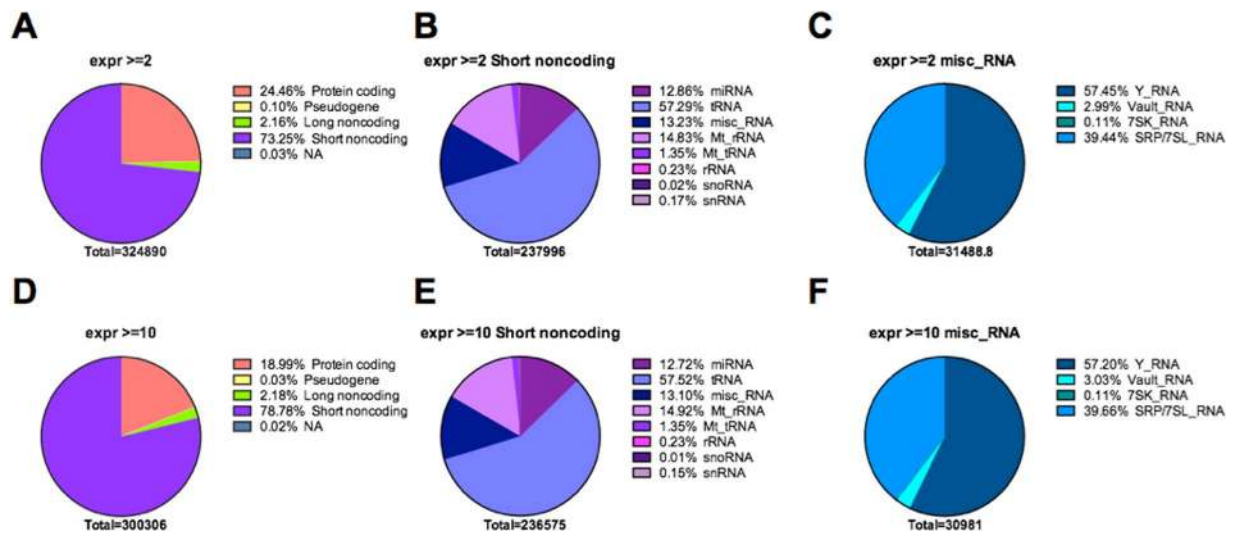 A
expr >=2
24.46% Protein coding
0.10% Pseudogene
2.16% Long noncoding
73.25% Short noncoding
0.03% NA
Total=324890
B
expr >=2 Short noncoding
12.86% miRNA
57.29% tRNA
13.23% misc_RNA
14.83% Mt_rRNA
1.35% Mt_tRNA
0.23% rRNA
0.02% snoRNA
0.17% snRNA
Total=237996
C
expr >=2 misc_RNA
57.45% Y_RNA
2.99% Vault_RNA
0.11% 7SK_RNA
39.44% SRP/7SL_RNA
Total=31488.8
D
expr >=10
18.99% Protein coding
0.03% Pseudogene
2.18% Long noncoding
78.78% Short noncoding
0.02% NA
Total=300306
E
expr >=10 Short noncoding
12.72% miRNA
57.52% tRNA
13.10% misc_RNA
14.92% Mt_rRNA
1.35% Mt_tRNA
0.23% rRNA
0.01% snoRNA
0.15% snRNA
Total=236575
F
expr >=10 misc_RNA
57.20% Y_RNA
3.03% Vault_RNA
0.11% 7SK_RNA
39.66% SRP/7SL_RNA
Total=30981